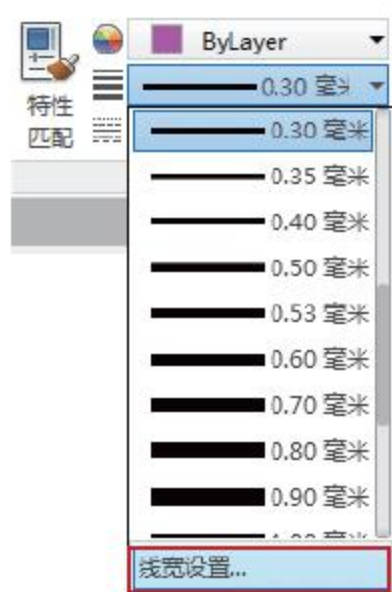 ByLayer
特性
匹配
0.30 毫
0.30 毫米
0.35 毫米
0.40 毫米
0.50 毫米
0.53 毫米
0.60 毫米
0.70 毫米
0.80 毫米
0.90 毫米
线宽设置...